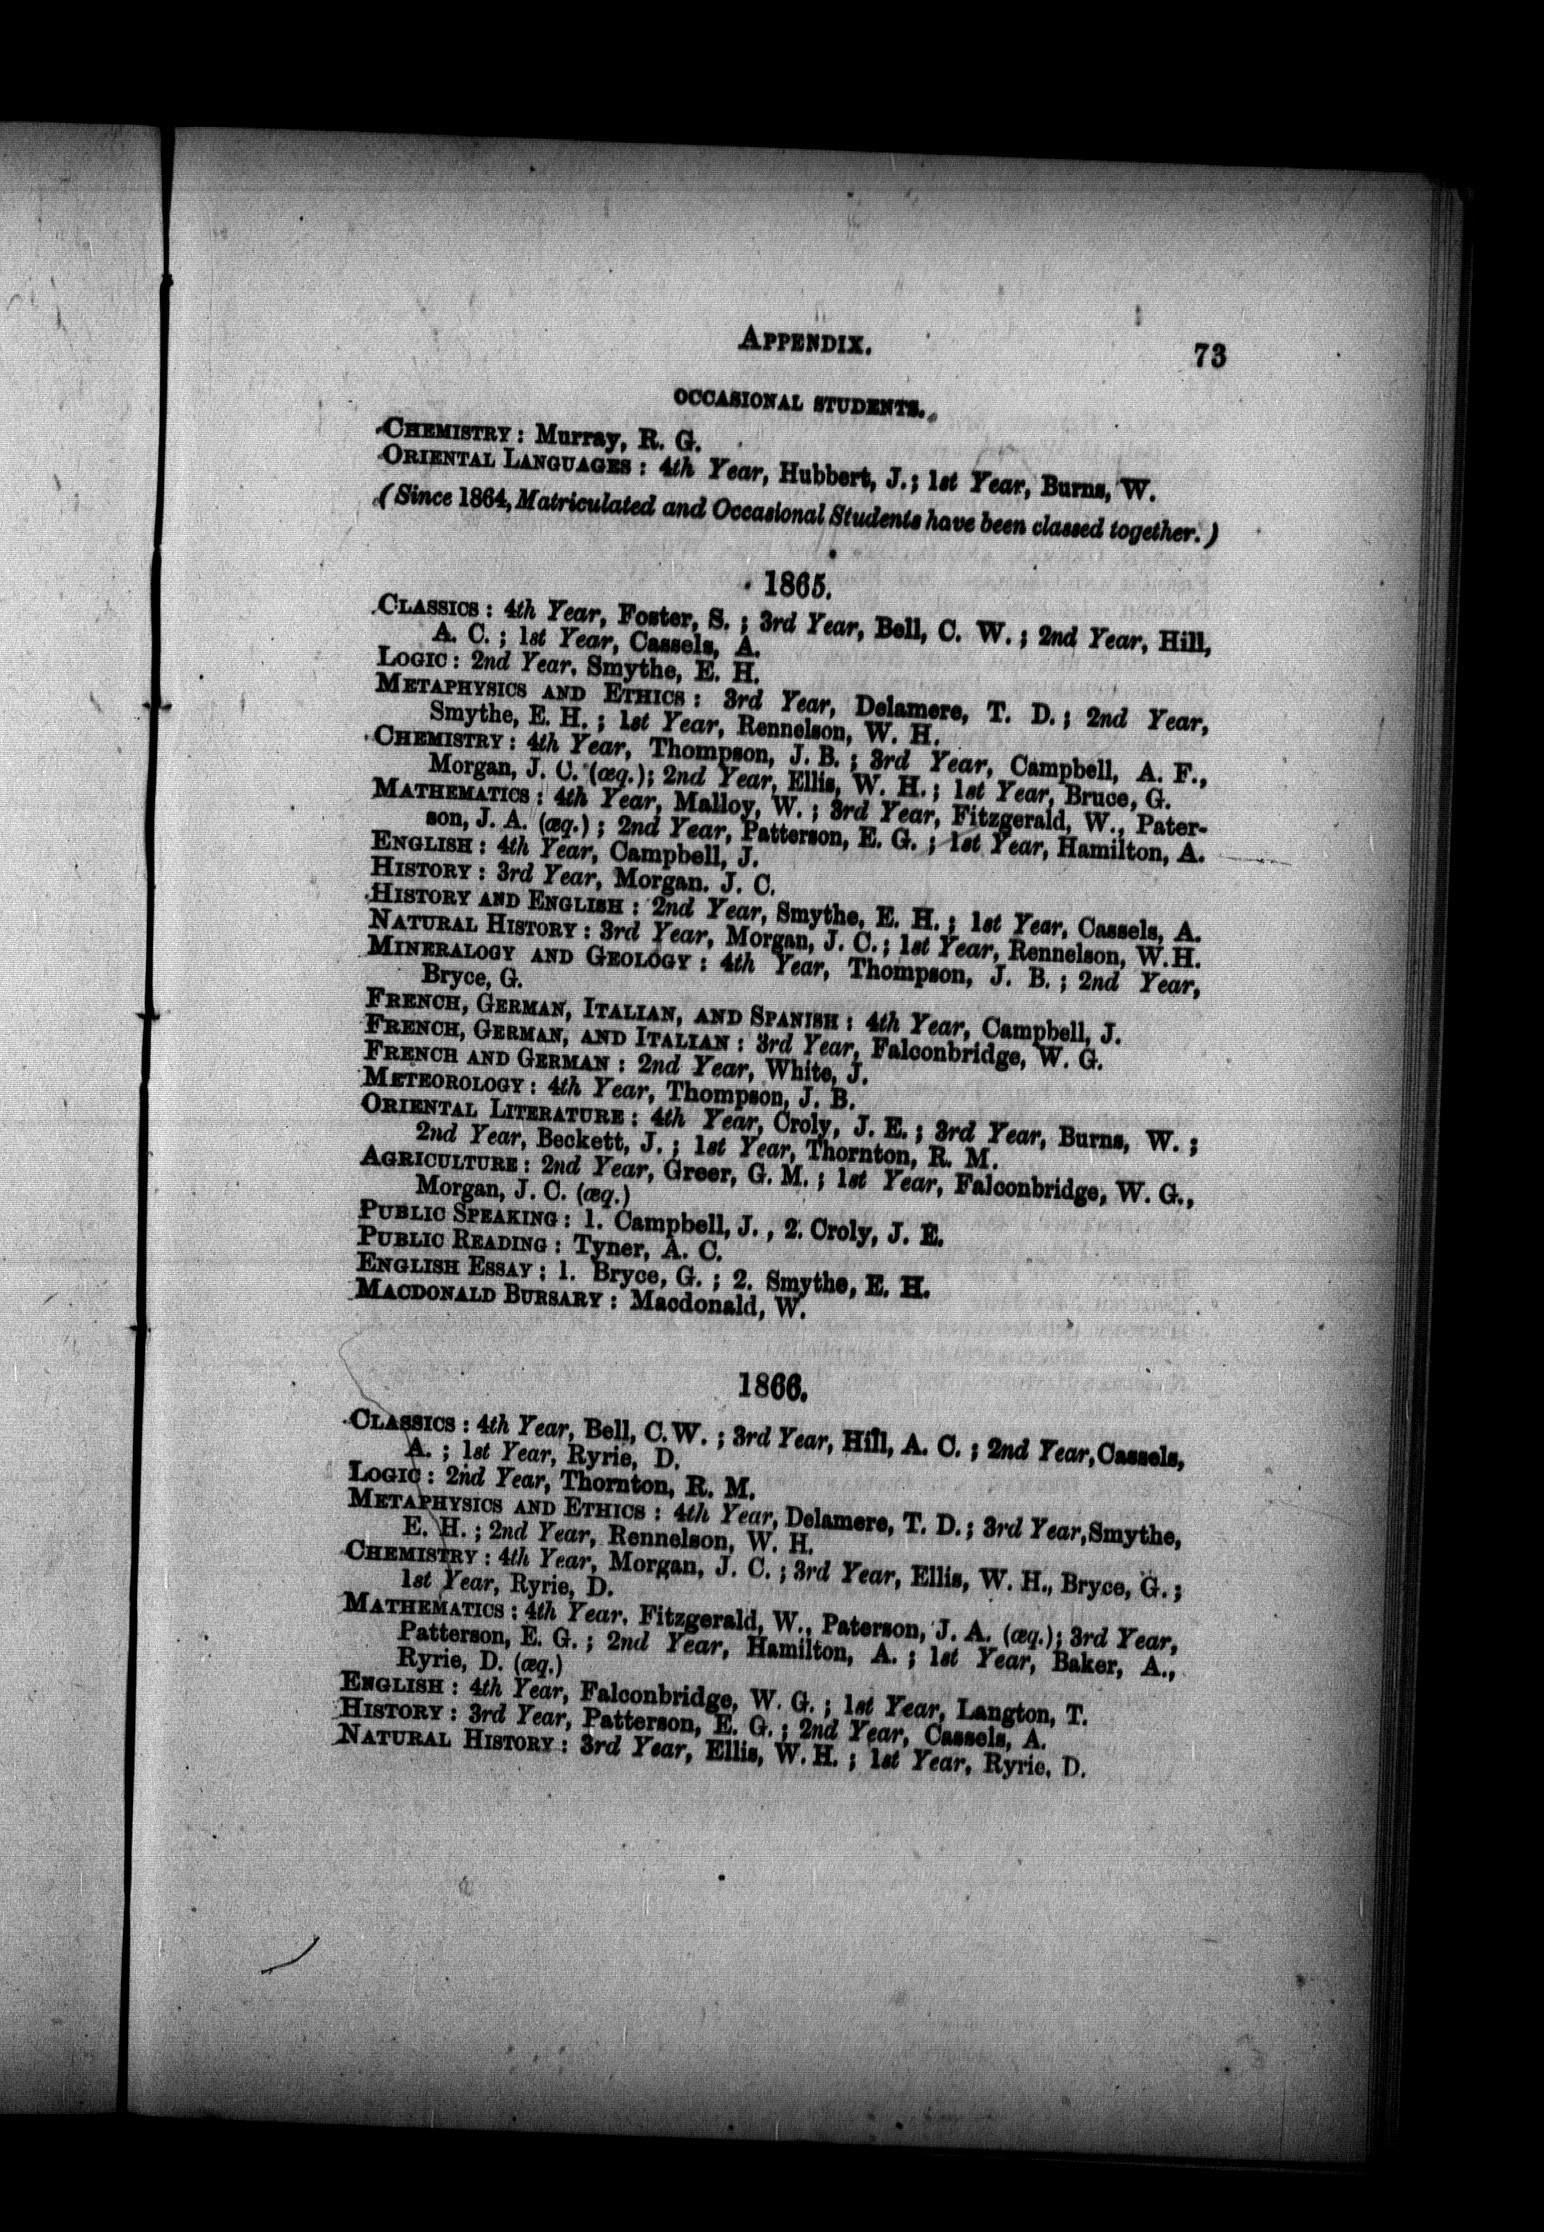 APPENDIX. 73
OCCASIONAL STUDENTS.
CHEMISTRY : Murray, R. G.
ORIENTAL LANGUAGES : 4th Year, Hubbert, J. ; 1st Year, Burns, W.
(Since 1864, Matriculated and Occasional Students have been classed together.)
1865.
CLASSICS : 4th Year, Foster, S. ; 3rd Year, Bell, C. W. ; 2nd Year, Hill,
A. C. ; 1st Year, Cassels, A.
LOGIC : 2nd Year, Smythe, E. H.
METAPHYSICS AND ETHICS : 3rd Year, Delamere, T. D. ; 2nd Year,
Smythe, E. H. ; 1st Year, Rennelson, W. H.
CHEMISTRY : 4th Year, Thompson, J. B. ; 3rd Year, Campbell, A. F.,
Morgan, J. C. (æq.) ; 2nd Year, Ellis, W. H. ; 1st Year, Bruce, G.
MATHEMATICS : 4th Year, Malloy, W. ; 3rd Year, Fitzgerald, W., Pater-
son, J. A. (æq.) ; 2nd Year, Patterson, E. G. ; 1st Year, Hamilton, A.
ENGLISH : 4th Year, Campbell, J.
HISTORY : 3rd Year, Morgan. J. C.
HISTORY AND ENGLISH : 2nd Year, Smythe, E. H. ; 1st Year, Cassels, A.
NATURAL HISTORY : 3rd Year, Morgan, J. C. ; 1st Year, Rennelson, W. H.
MINERALOGY AND GEOLOGY : 4th Year, Thompson, J. B. ; 2nd Year,
Bryce, G.
FRENCH, GERMAN, ITALIAN, AND SPANISH : 4th Year, Campbell, J.
FRENCH, GERMAN, AND ITALIAN : 3rd Year, Falconbridge, W. G.
FRENCH AND GERMAN : 2nd Year, White, J.
METEOROLOGY : 4th Year, Thompson, J. B.
ORIENTAL LITERATURE : 4th Year, Croly, J. E. ; 3rd Year, Burns, W. ;
2nd Year, Beckett, J. ; 1st Year, Thornton, R. M.
AGRICULTURE : 2nd Year, Greer, G. M. ; 1st Year, Falconbridge, W. G.,
Morgan, J. C. (æq.)
PUBLIC SPEAKING : 1. Campbell, J. , 2. Croly, J. E.
PUBLIC READING : Tyner, A. C.
ENGLISH ESSAY ; 1. Bryce, G. ; 2. Smythe, E. H.
MACDONALD BURSARY : Macdonald, W.
1866.
CLASSICS : 4th Year, Bell, C. W. ; 3rd Year, Hill, A. C. ; 2nd Year, Cassels,
A. ; 1st Year, Ryrie, D.
LOGIC : 2nd Year, Thornton, R. M.
METAPHYSICS AND ETHICS : 4th Year, Delamere, T. D. ; 3rd Year, Smythe,
E. H. ; 2nd Year, Rennelson, W. H.
CHEMISTRY : 4th Year, Morgan, J. C. ; 3rd Year, Ellis, W. H., Bryce, G. ;
1st Year, Ryrie, D.
MATHEMATICS : 4th Year, Fitzgerald, W., Paterson, J. A. (æq.) ; 3rd Year,
Patterson, E. G. ; 2nd Year, Hamilton, A. ; 1st Year, Baker, A.,
Ryrie, D. (æq.)
ENGLISH : 4th Year, Falconbridge, W. G. ; 1st Year, Langton, T.
HISTORY : 3rd Year, Patterson, E. G. ; 2nd Year, Cassels, A.
NATURAL HISTORY : 3rd Year, Ellis, W. H. ; 1st Year, Ryrie, D.